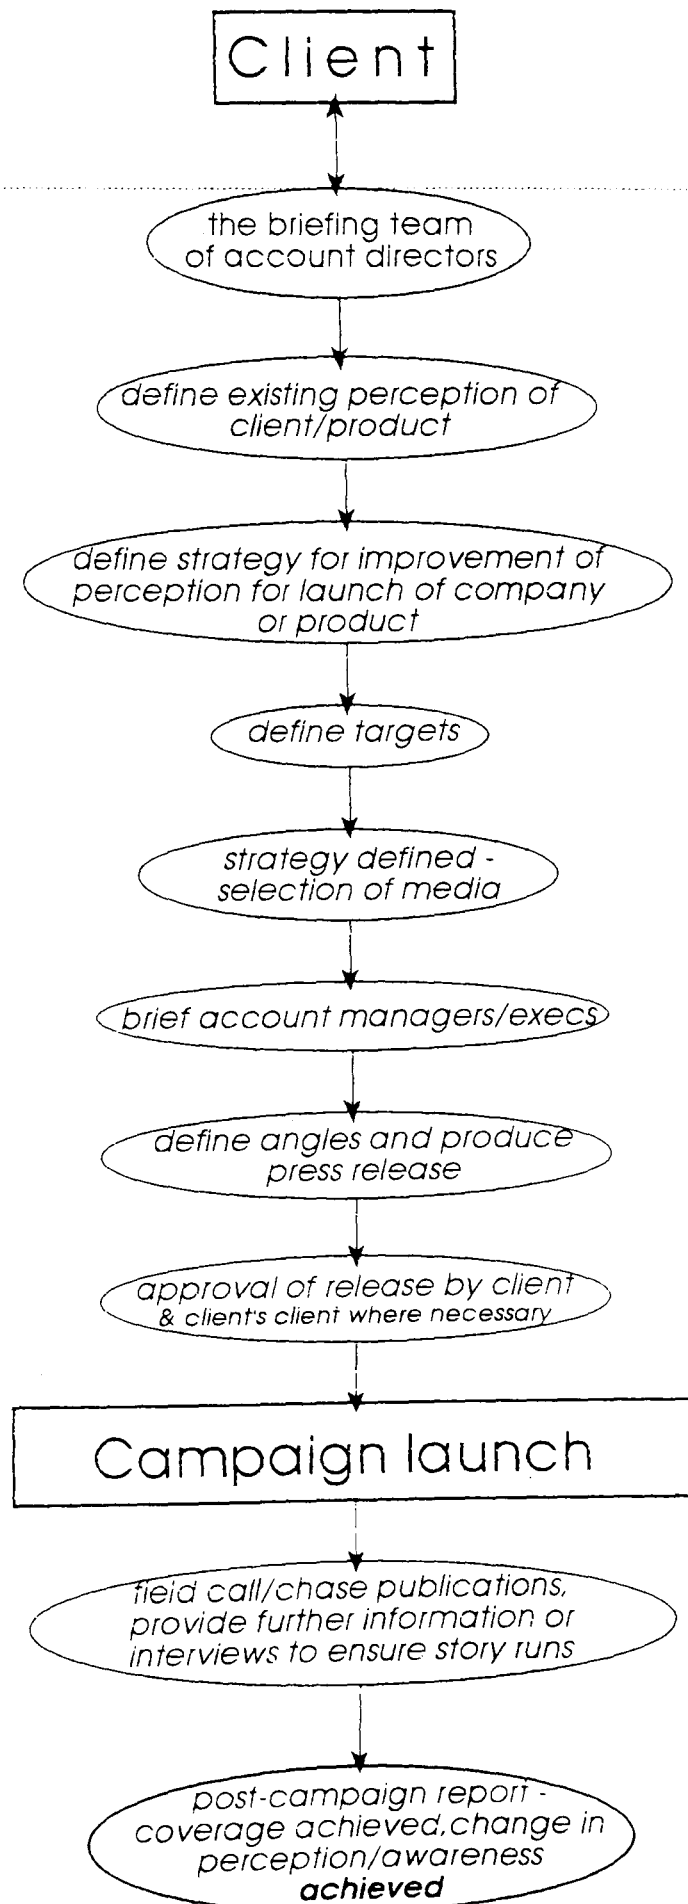 Client
the briefing team
of account directors
define existing perception of
client/product
define strategy for improvement of
perception for launch of company
or product
define targets
strategy defined -
selection of media
brief account managers/execs
define angles and produce
press release
approval of release by client
& client's client where necessary
Campaign launch
field call/chase publications,
provide further information or
interviews to ensure story runs
post-campaign report -
coverage achieved, change in
perception/awareness
achieved